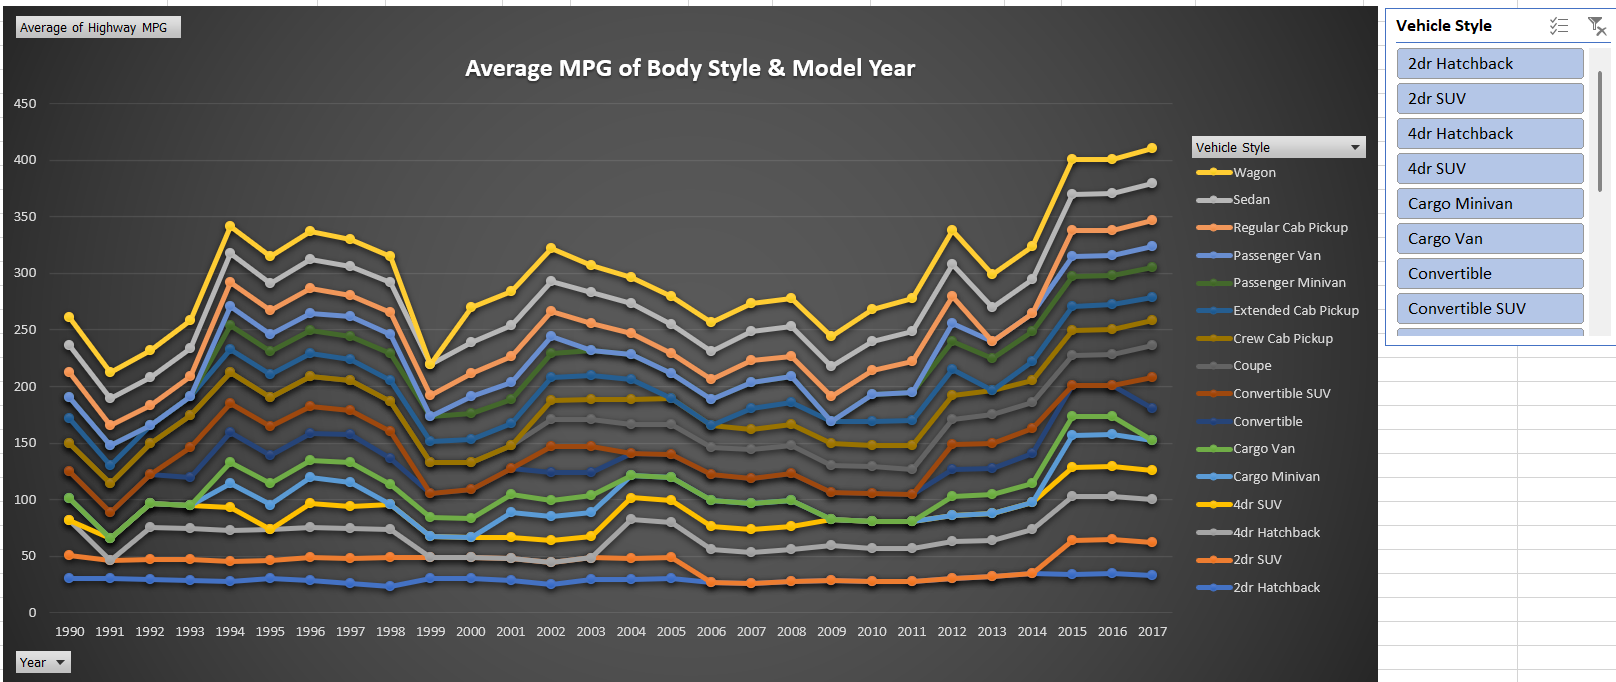 Average of Highway MPG
Average MPG of Body Style & Model Year
450
400
350
300
250
200
150
100
50
0
1990 1991 1992 1993 1994 1995 1996 1997 1998 1999 2000 2001 2002 2003 2004 2005 2006 2007 2008 2009 2010 2011 2012 2013 2014 2015 2016 2017
Year
Vehicle Style
Wagon
Sedan
Regular Cab Pickup
Passenger Van
Passenger Minivan
Extended Cab Pickup
Crew Cab Pickup
Coupe
Convertible SUV
Convertible
Cargo Van
Cargo Minivan
4dr SUV
4dr Hatchback
2dr SUV
2dr Hatchback
Vehicle Style
2dr Hatchback
2dr SUV
4dr Hatchback
4dr SUV
Cargo Minivan
Cargo Van
Convertible
Convertible SUV